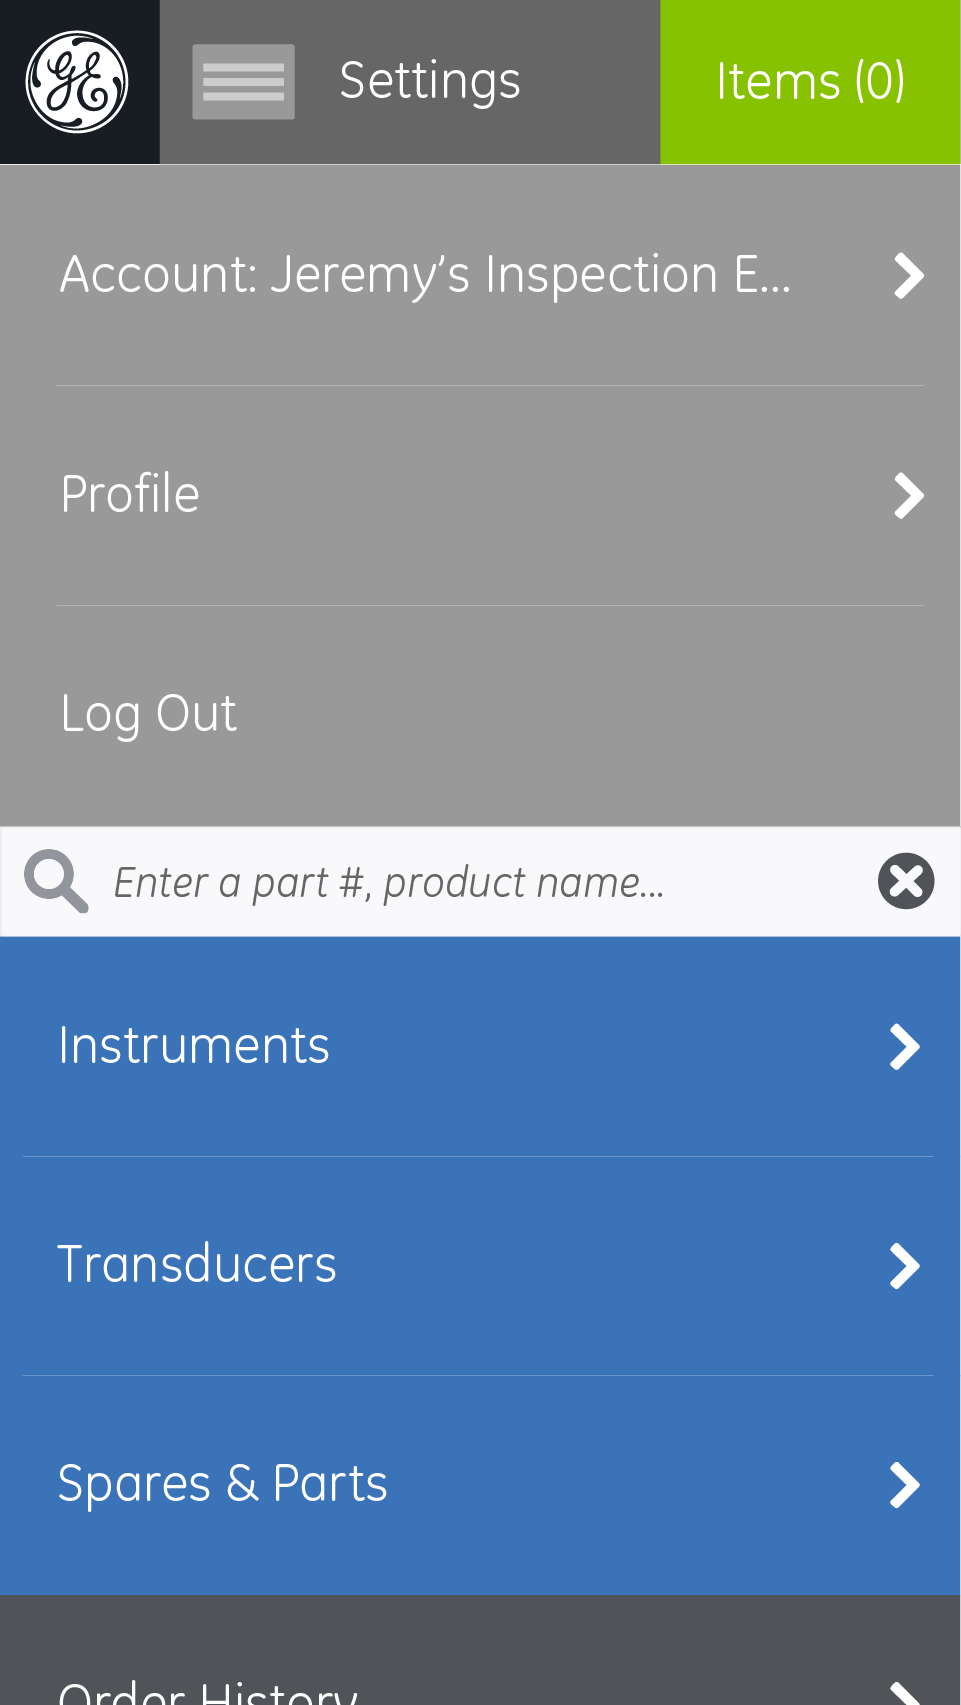 GE
Settings
Items (0)
Account: Jeremy’s Inspection E...
Profile
Log Out
Enter a part #, product name...
Instruments
Transducers
Spares & Parts
Order History